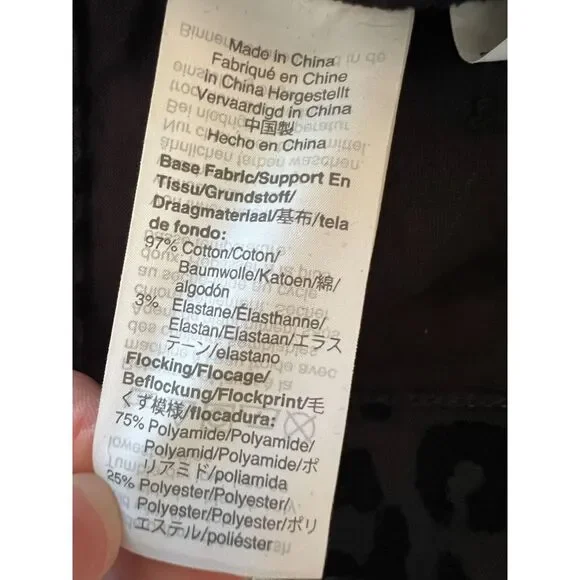 Made in China
Fabriqué en Chine
In China Hergestellt
Vervaardigd in China
中国製
Hecho en China
Base Fabric/Support En
Tissu/Grundstoff/
Draagmateriaal/基布/tela
de fondo:
97% Cotton/Coton/
Baumwolle/Katoen/綿/
algodón
3% Elastane/Élasthanne/
Elastan/Elastaan/エラス
テーン/elastano
Flocking/Flocage/
Beflockung/Flockprint/毛
くず模様/flocadura:
75% Polyamide/Polyamide/
Polyamid/Polyamide/ポ
リアミド/poliamida
25% Polyester/Polyester/
Polyester/Polyester/ポリ
エステル/poliéster